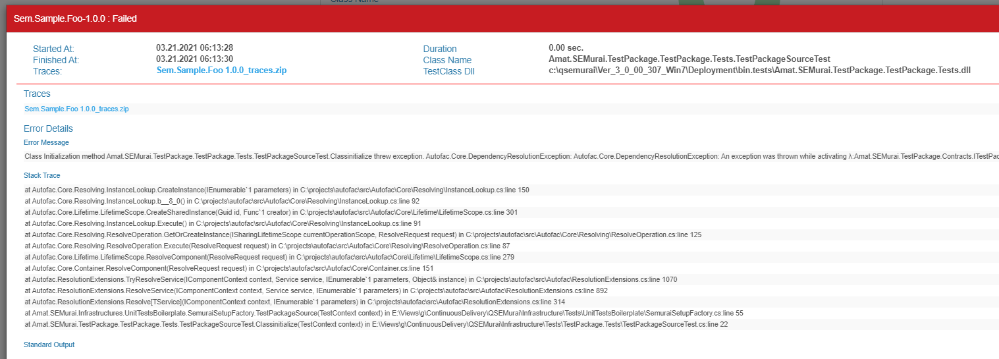 Class Name
Sem.Sample.Foo-1.0.0 : Failed
Started At: 03.21.2021 06:13:28 Duration 0.00 sec.
Finished At: 03.21.2021 06:13:30 Class Name Amat.SEMurai.TestPackage.TestPackage.Tests.TestPackageSourceTest
Traces: Sem.Sample.Foo 1.0.0_traces.zip TestClass Dll c:\qsemurai\Ver_3_0_00_307_Win7\Deployment\bin.tests\Amat.SEMurai.TestPackage.TestPackage.Tests.dll
Traces
Sem.Sample.Foo 1.0.0_traces.zip
Error Details
Error Message
Class Initialization method Amat.SEMurai.TestPackage.TestPackage.Tests.TestPackageSourceTest.Classinitialize threw exception. Autofac.Core.DependencyResolutionException: Autofac.Core.DependencyResolutionException: An exception was thrown while activating λ:Amat.SEMurai.TestPackage.Contracts.ITestPac
Stack Trace
at Autofac.Core.Resolving.InstanceLookup.CreateInstance(IEnumerable`1 parameters) in C:\projects\autofac\src\Autofac\Core\Resolving\InstanceLookup.cs:line 150
at Autofac.Core.Resolving.InstanceLookup.b__8_0() in C:\projects\autofac\src\Autofac\Core\Resolving\InstanceLookup.cs:line 92
at Autofac.Core.Lifetime.LifetimeScope.CreateSharedInstance(Guid id, Func`1 creator) in C:\projects\autofac\src\Autofac\Core\Lifetime\LifetimeScope.cs:line 301
at Autofac.Core.Resolving.InstanceLookup.Execute() in C:\projects\autofac\src\Autofac\Core\Resolving\InstanceLookup.cs:line 91
at Autofac.Core.Resolving.ResolveOperation.GetOrCreateInstance(ISharingLifetimeScope currentOperationScope, ResolveRequest request) in C:\projects\autofac\src\Autofac\Core\Resolving\ResolveOperation.cs:line 125
at Autofac.Core.Resolving.ResolveOperation.Execute(ResolveRequest request) in C:\projects\autofac\src\Autofac\Core\Resolving\ResolveOperation.cs:line 87
at Autofac.Core.Lifetime.LifetimeScope.ResolveComponent(ResolveRequest request) in C:\projects\autofac\src\Autofac\Core\Lifetime\LifetimeScope.cs:line 279
at Autofac.Core.Container.ResolveComponent(ResolveRequest request) in C:\projects\autofac\src\Autofac\Core\Container.cs:line 151
at Autofac.ResolutionExtensions.TryResolveService(IComponentContext context, Service service, IEnumerable`1 parameters, Object& instance) in C:\projects\autofac\src\Autofac\ResolutionExtensions.cs:line 1070
at Autofac.ResolutionExtensions.ResolveService(IComponentContext context, Service service, IEnumerable`1 parameters) in C:\projects\autofac\src\Autofac\ResolutionExtensions.cs:line 892
at Autofac.ResolutionExtensions.Resolve[TService](IComponentContext context, IEnumerable`1 parameters) in C:\projects\autofac\src\Autofac\ResolutionExtensions.cs:line 314
at Amat.SEMurai.Infrastructures.UnitTestsBoilerplate.SemuraiSetupFactory.TestPackageSource(TestContext context) in E:\Views\g\ContinuousDelivery\QSEMurai\Infrastructure\Tests\UnitTestsBoilerplate\SemuraiSetupFactory.cs:line 55
at Amat.SEMurai.TestPackage.TestPackage.Tests.TestPackageSourceTest.Classinitialize(TestContext context) in E:\Views\g\ContinuousDelivery\QSEMurai\Infrastructure\Tests\TestPackage.Tests\TestPackageSourceTest.cs:line 22
Standard Output